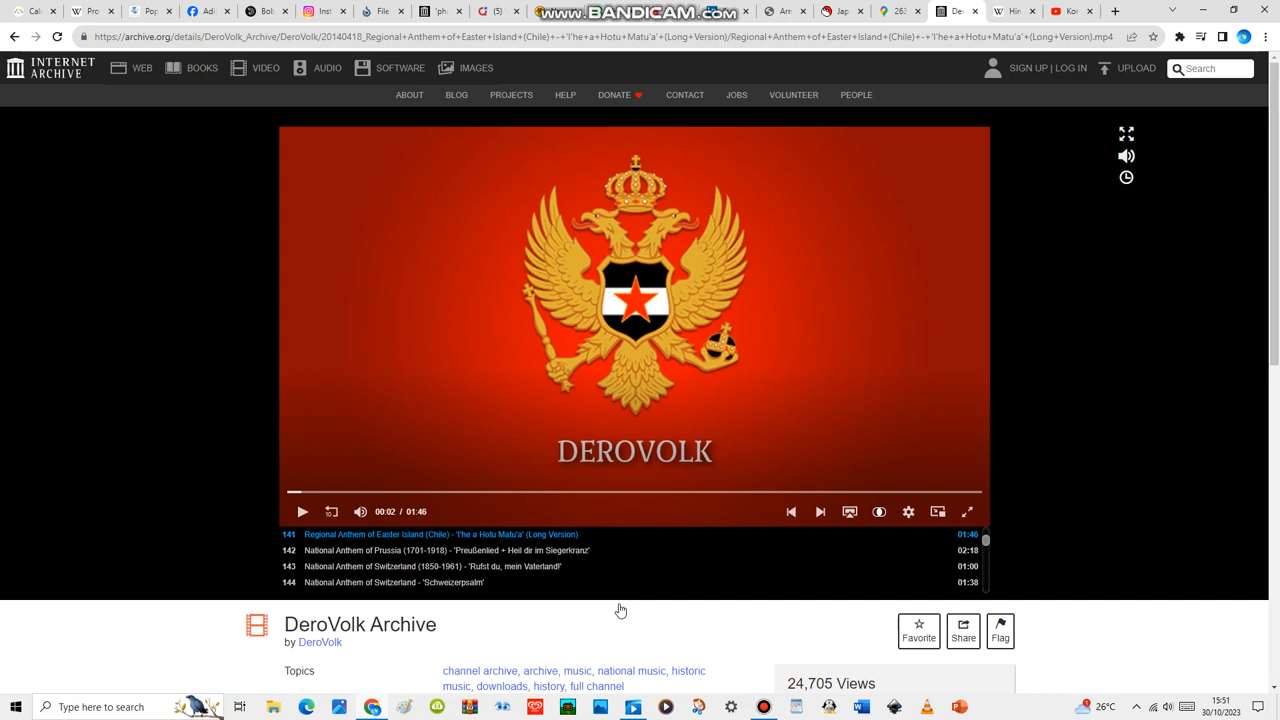 www.BANDICAM.com
https://archive.org/details/DeroVolk_Archive/DeroVolk/20140418_Regional+Anthem+of+Easter+Island+(Chile)+-+'I'he+a+Hotu+Matu'a'+(Long+Version)/Regional+Anthem+of+Easter+Island+(Chile)+-+'I'he+a+Hotu+Matu'a'+(Long+Version).mp4
INTERNET ARCHIVE
WEB BOOKS VIDEO AUDIO SOFTWARE IMAGES SIGN UP | LOG IN UPLOAD Search
ABOUT BLOG PROJECTS HELP DONATE CONTACT JOBS VOLUNTEER PEOPLE
DEROVOLK
10 00:02 / 01:46
141 Regional Anthem of Easter Island (Chile) - 'I'he a Hotu Matu'a' (Long Version) 01:46
142 National Anthem of Prussia (1701-1918) - 'Preußenlied + Heil dir im Siegerkranz' 02:18
143 National Anthem of Switzerland (1850-1961) - 'Rufst du, mein Vaterland!' 01:00
144 National Anthem of Switzerland - 'Schweizerpsalm' 01:38
DeroVolk Archive
by DeroVolk
Favorite Share Flag
Topics channel archive, archive, music, national music, historic
music, downloads, history, full channel
24,705 Views
Type here to search 26°C 15:51
30/10/2023